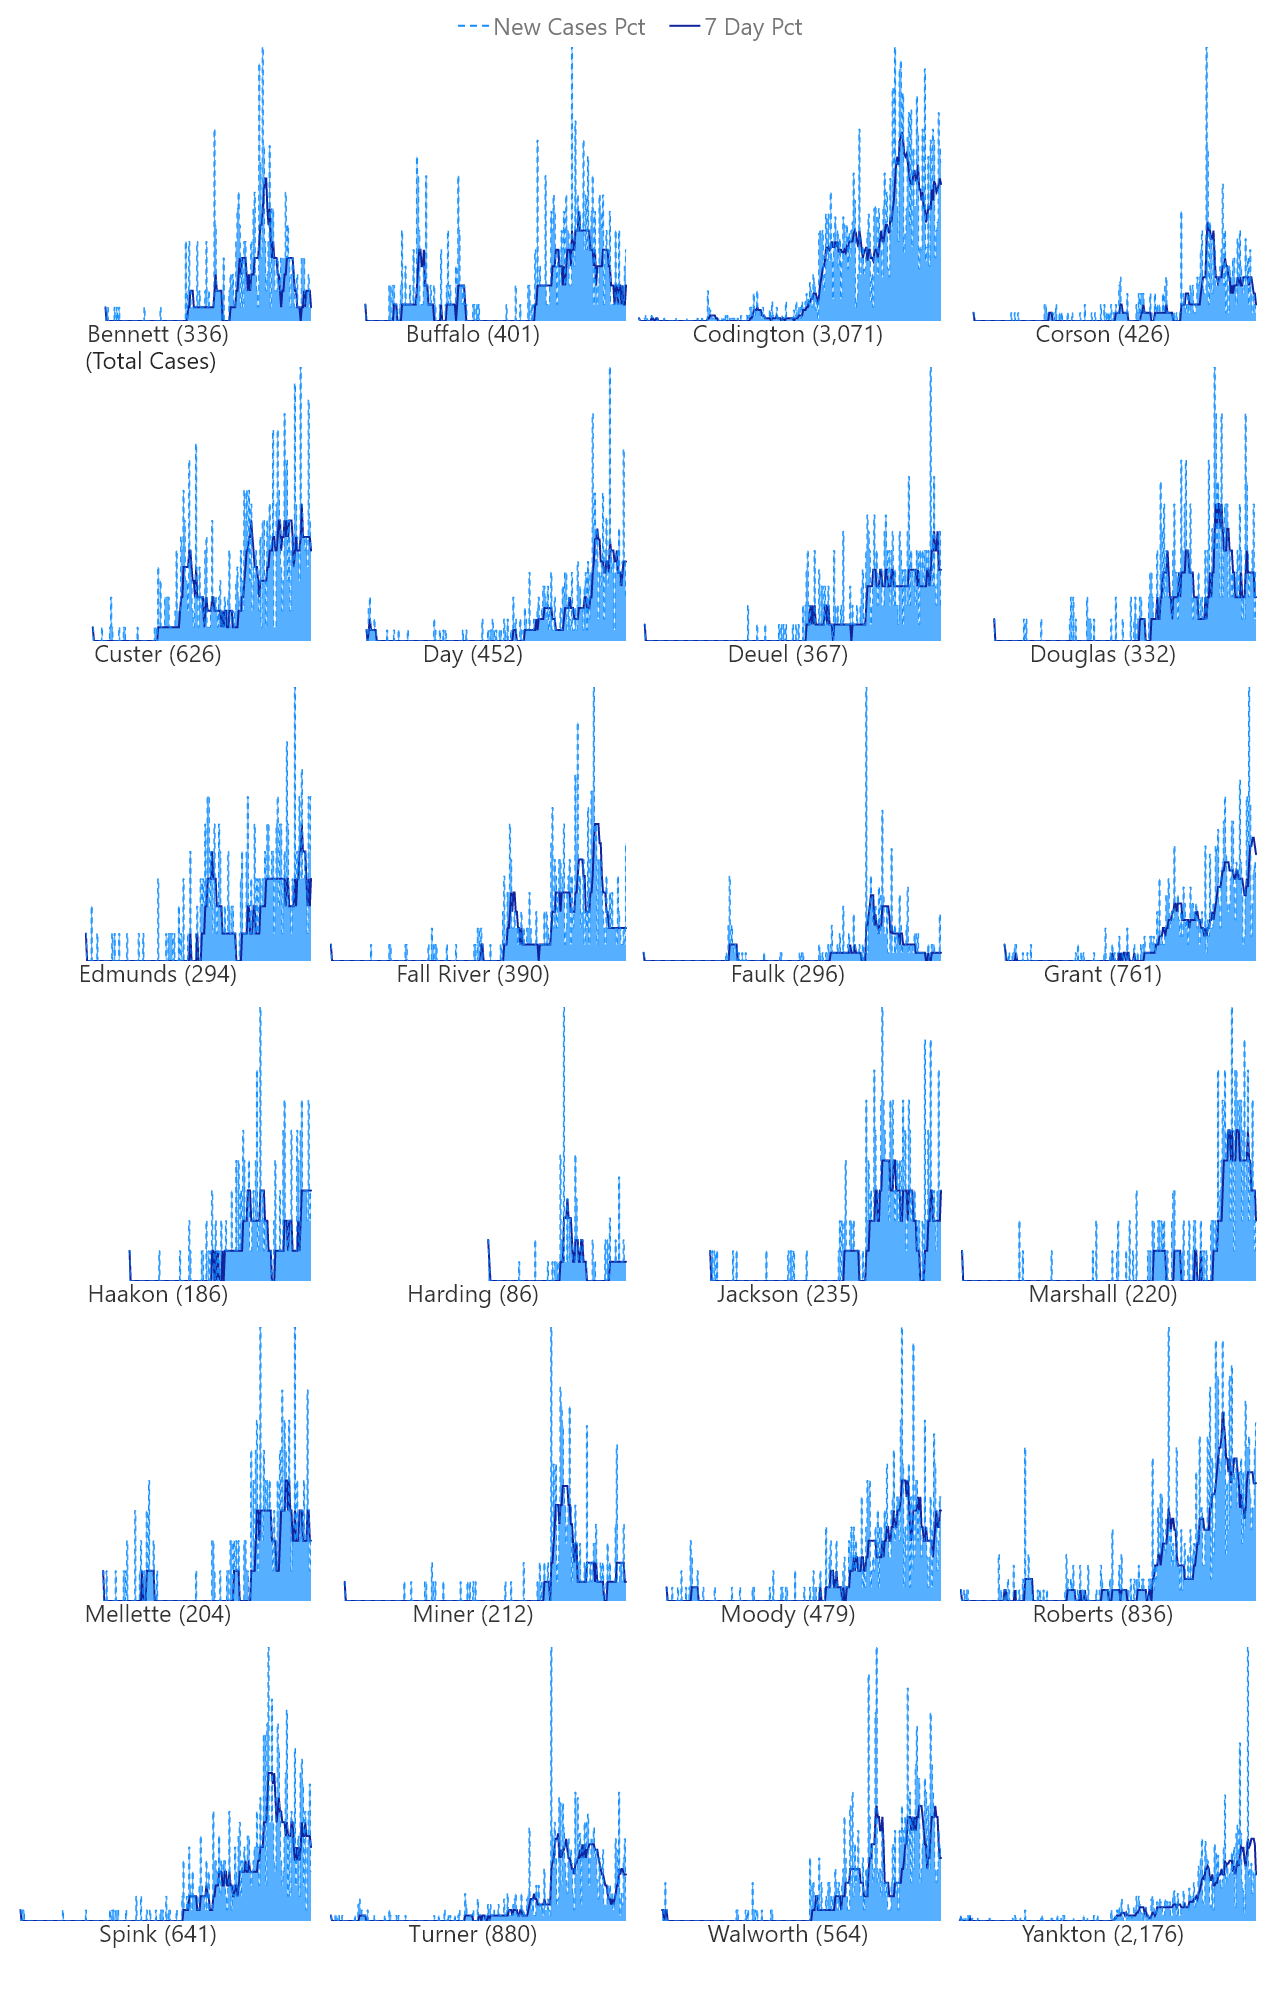 New Cases Pct 7 Day Pct
Bennett (336) Buffalo (401) Codington (3,071) Corson (426)
(Total Cases)
Custer (626) Day (452) Deuel (367) Douglas (332)
Edmunds (294) Fall River (390) Faulk (296) Grant (761)
Haakon (186) Harding (86) Jackson (235) Marshall (220)
Mellette (204) Miner (212) Moody (479) Roberts (836)
Spink (641) Turner (880) Walworth (564) Yankton (2,176)